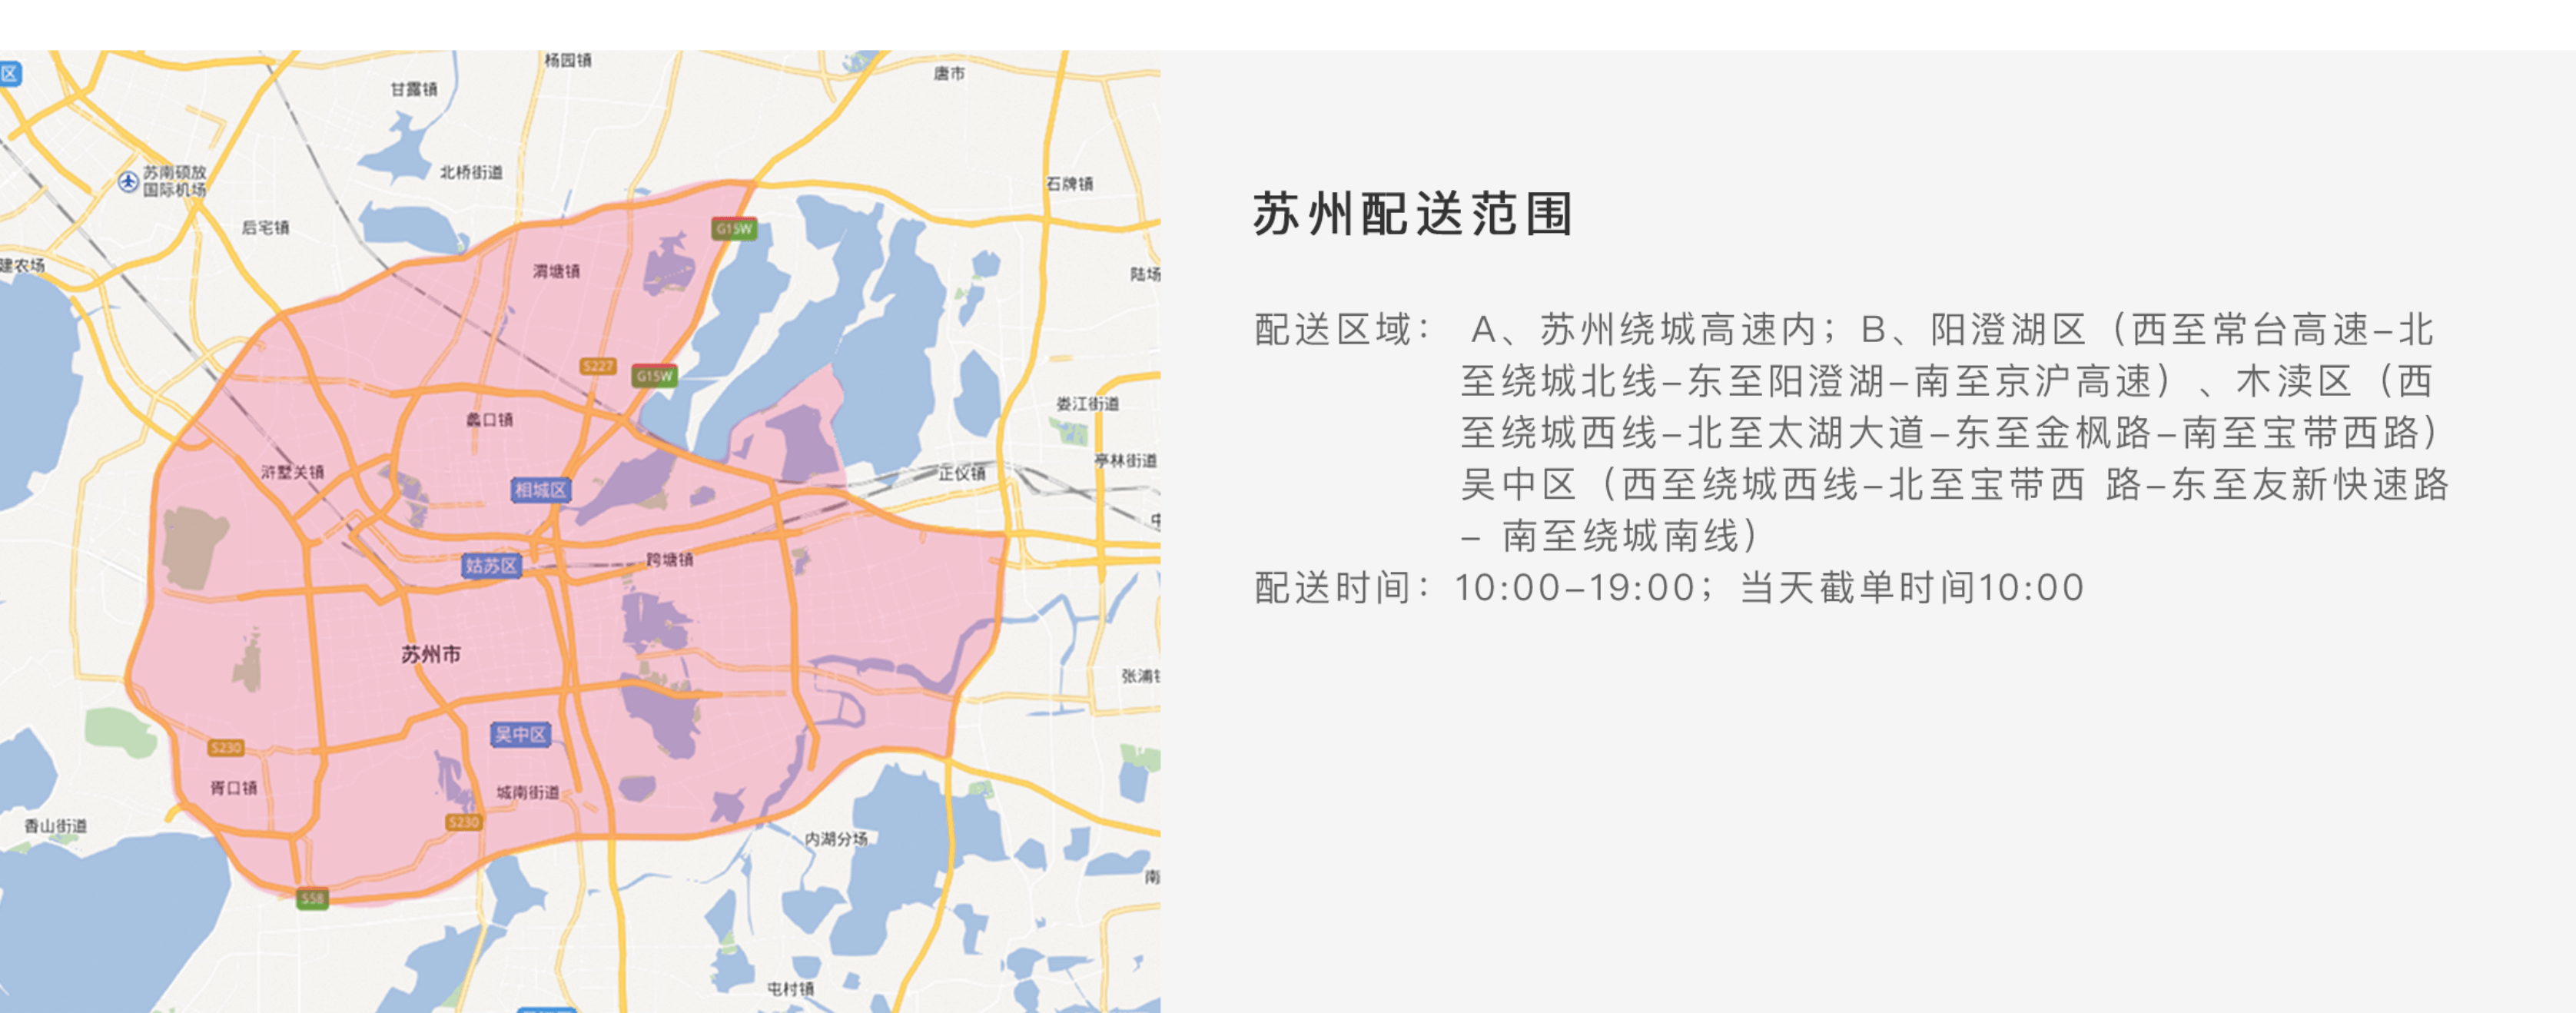 杨园镇
唐市
区
甘露镇
苏南硕放
国际机场
北桥街道
石牌镇
后宅镇
G15W
建农场
渭塘镇
陆场
S227
G15W
蠡口镇
娄江街道
浒墅关镇
亭林街道
正仪镇
相城区
姑苏区
跨塘镇
苏州市
张浦镇
吴中区
S230
胥口镇
城南街道
S230
香山街道
内湖分场
南
S58
屯村镇
苏州配送范围
配送区域： A、苏州绕城高速内；B、阳澄湖区（西至常台高速-北
至绕城北线-东至阳澄湖-南至京沪高速）、木渎区（西
至绕城西线-北至太湖大道-东至金枫路-南至宝带西路）
吴中区（西至绕城西线-北至宝带西 路-东至友新快速路
- 南至绕城南线）
配送时间：10:00-19:00；当天截单时间10:00